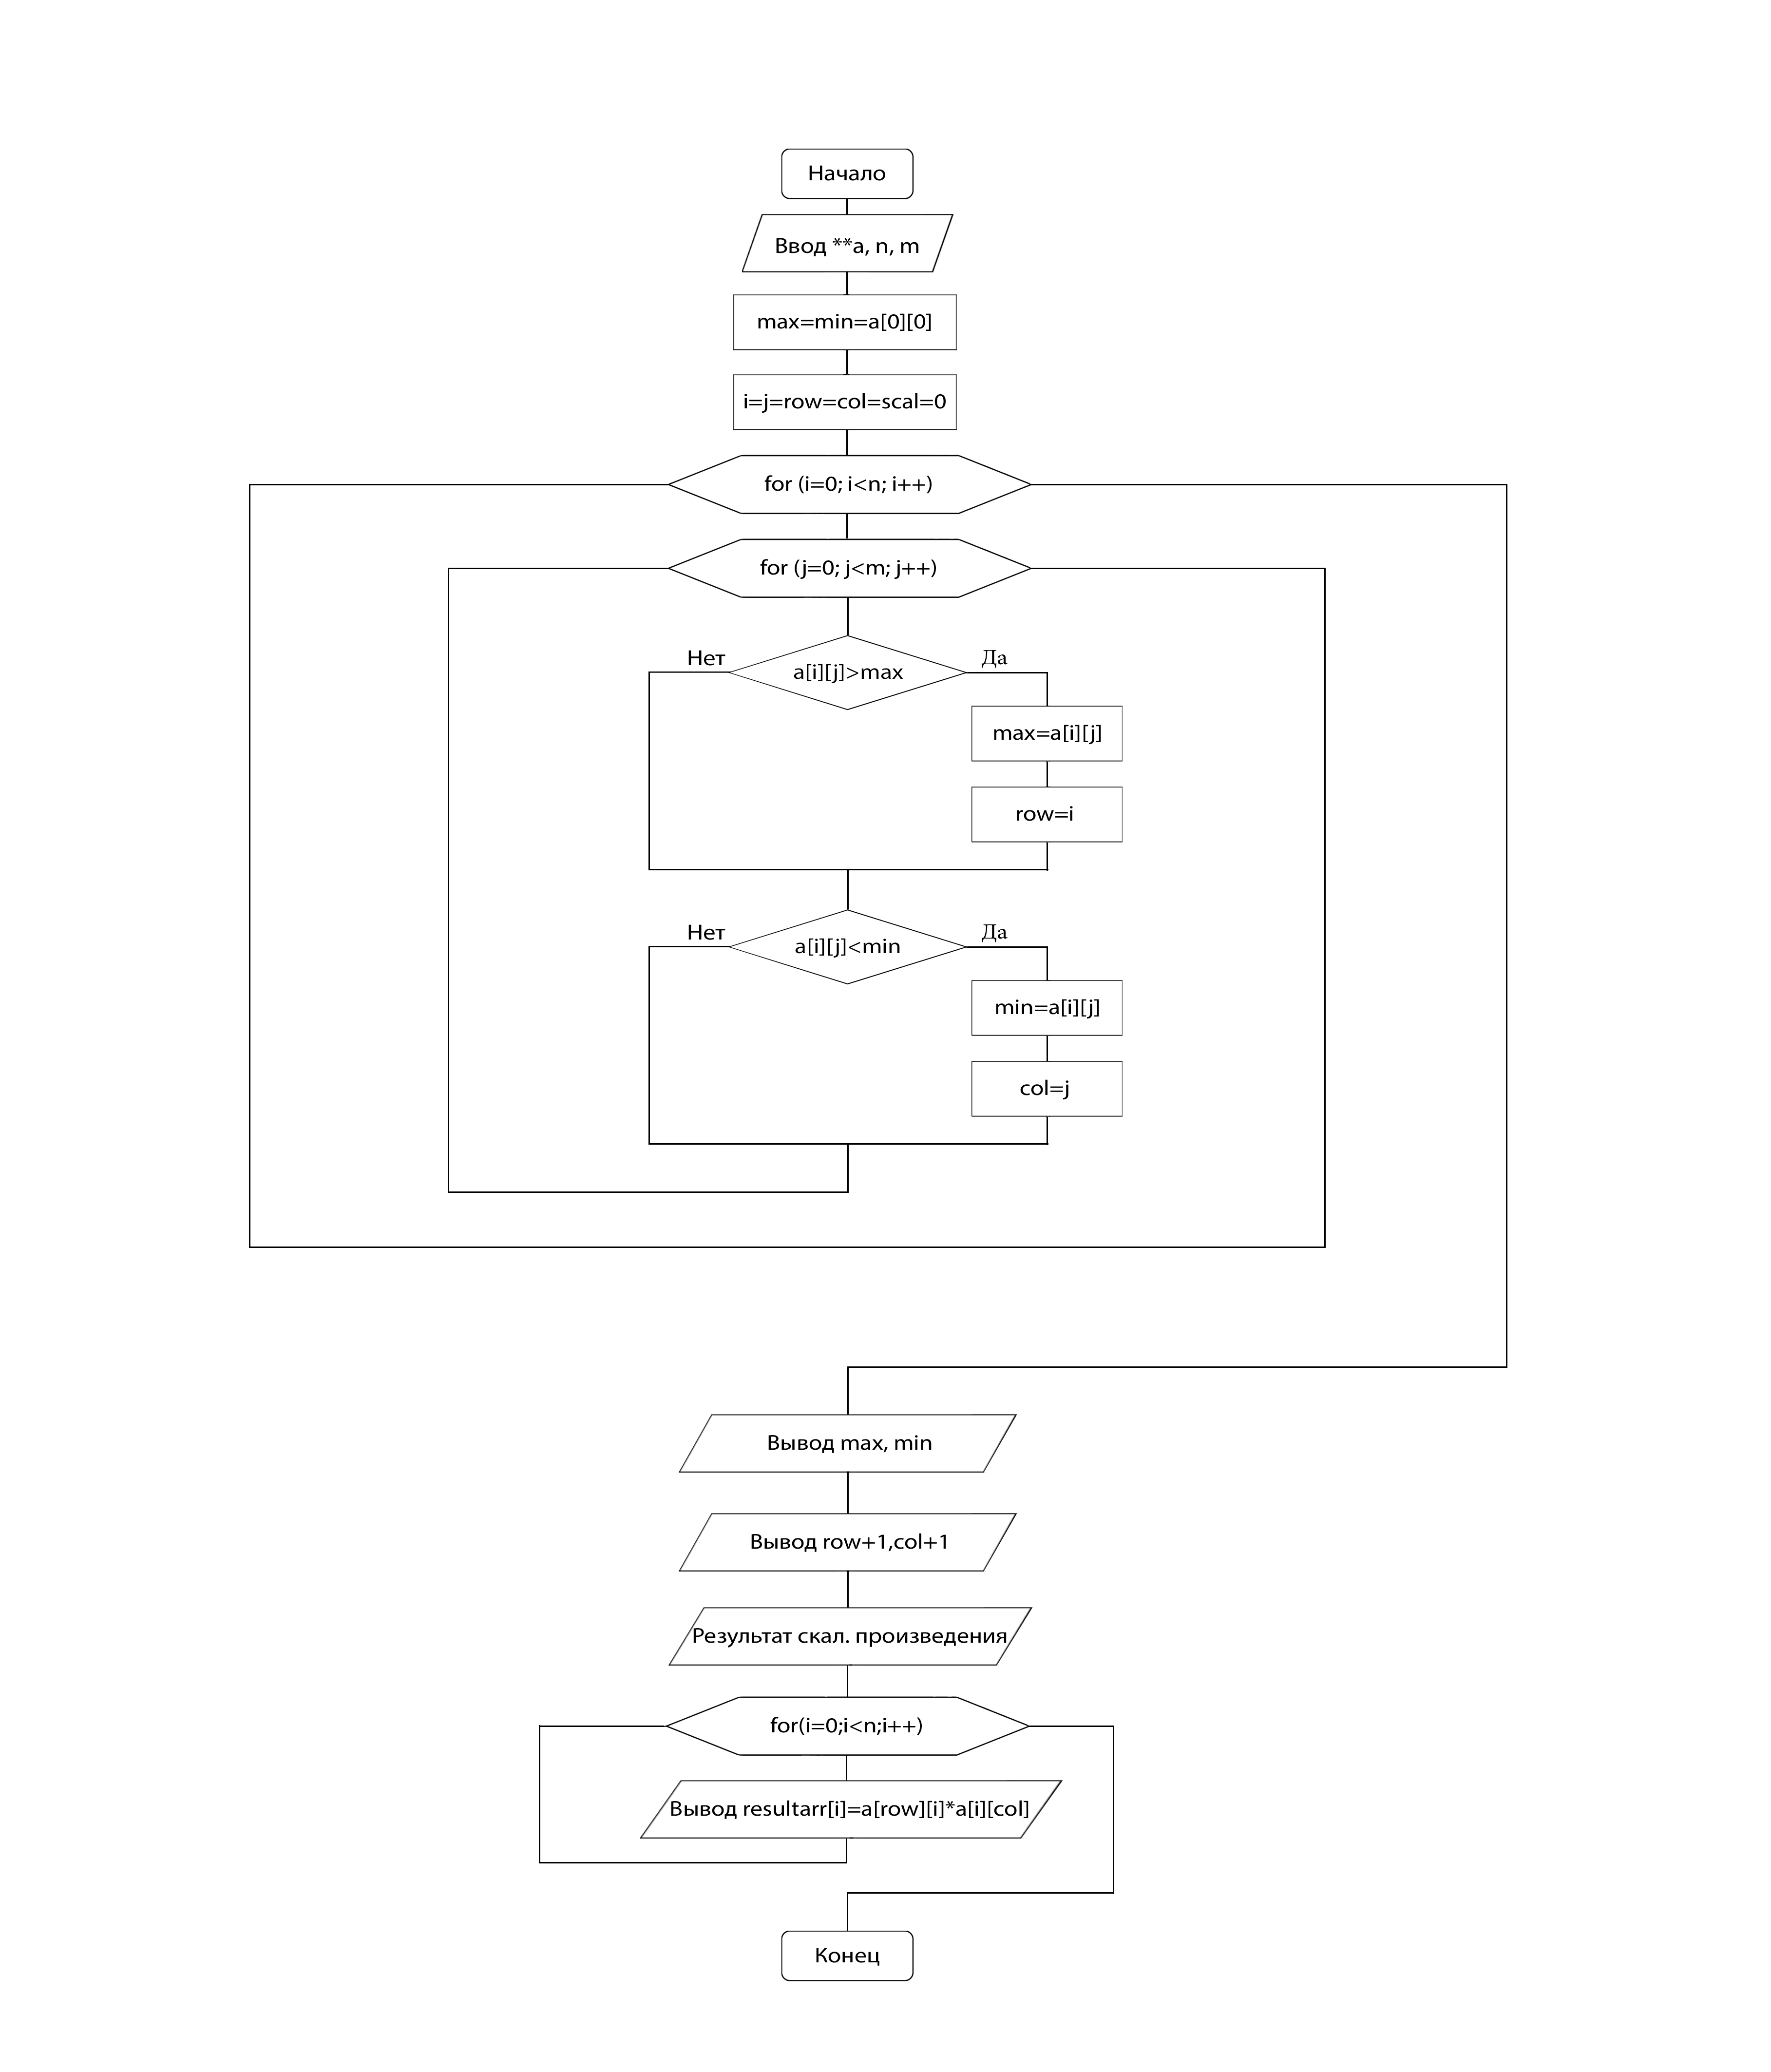 Начало
Ввод **a, n, m
max=min=a[0][0]
i=j=row=col=scal=0
for (i=0; i<n; i++)
for (j=0; j<m; j++)
Нет
Да
a[i][j]>max
max=a[i][j]
row=i
Нет
Да
a[i][j]<min
min=a[i][j]
col=j
Вывод max, min
Вывод row+1,col+1
Результат скал. произведения
for(i=0;i<n;i++)
Вывод resultarr[i]=a[row][i]*a[i][col]
Конец